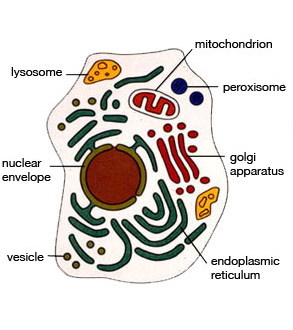 mitochondrion
lysosome
peroxisome
nuclear
envelope
golgi
apparatus
vesicle
endoplasmic
reticulum